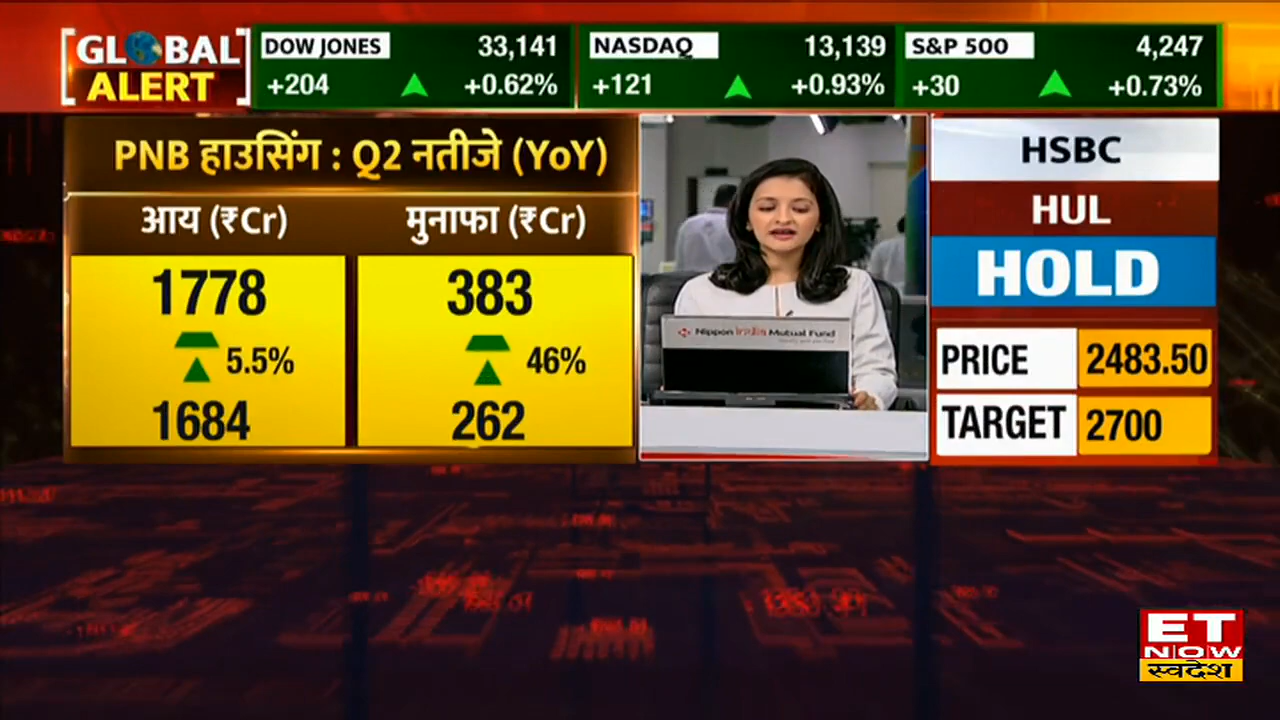 GLOBAL
ALERT
DOW JONES 33,141
+204 +0.62%
NASDAQ 13,139
+121 +0.93%
S&P 500 4,247
+30 +0.73%
PNB हाउसिंग : Q2 नतीजे (YoY)
आय (₹Cr)
1778
5.5%
1684
मुनाफा (₹Cr)
383
46%
262
Nippon India Mutual Fund
HSBC
HUL
HOLD
PRICE 2483.50
TARGET 2700
ET
NOW
स्वदेश